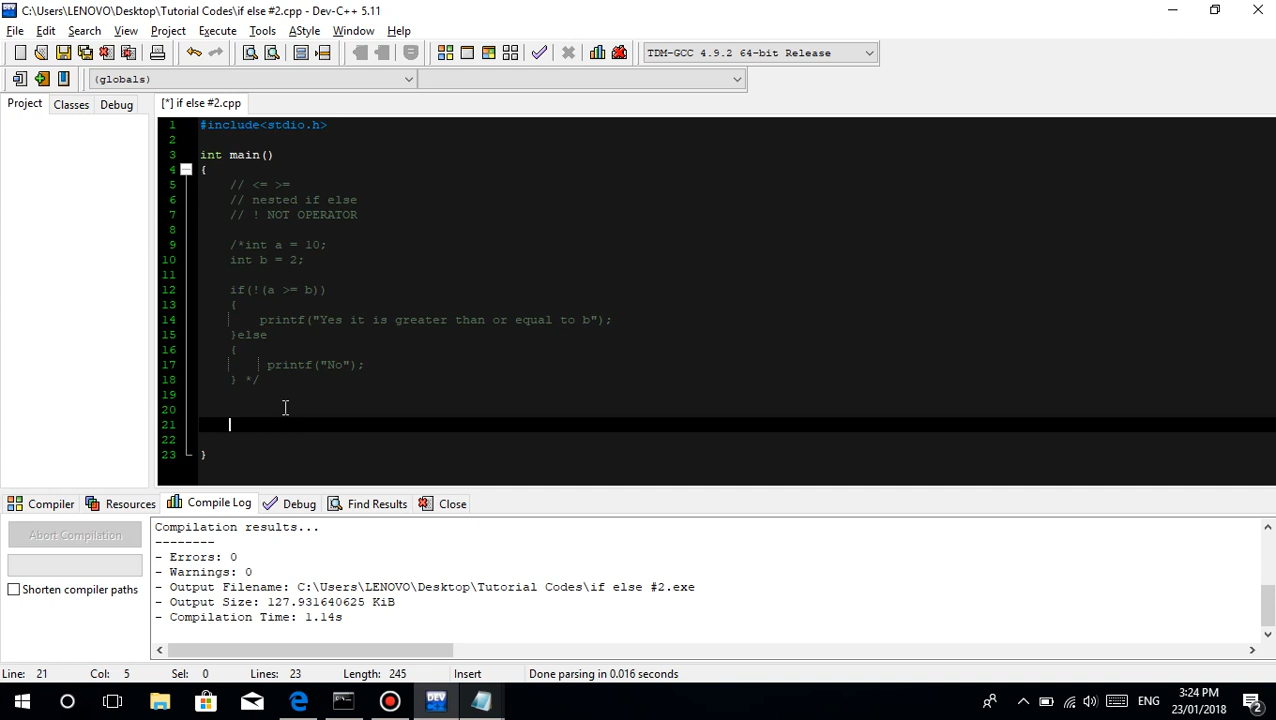 C:\Users\LENOVO\Desktop\Tutorial Codes\if else #2.cpp - Dev-C++ 5.11
File Edit Search View Project Execute Tools AStyle Window Help
TDM-GCC 4.9.2 64-bit Release
(globals)
Project Classes Debug [*] if else #2.cpp
1 #include<stdio.h>
2
3 int main()
4 {
5 // <= >=
6 // nested if else
7 // ! NOT OPERATOR
8
9 /*int a = 10;
10 int b = 2;
11
12 if(!(a >= b))
13 {
14 printf("Yes it is greater than or equal to b");
15 }else
16 {
17 printf("No");
18 } */
19
20
21
22
23 }
Compiler Resources Compile Log Debug Find Results Close
Abort Compilation
Shorten compiler paths
Compilation results...
--------
- Errors: 0
- Warnings: 0
- Output Filename: C:\Users\LENOVO\Desktop\Tutorial Codes\if else #2.exe
- Output Size: 127.931640625 KiB
- Compilation Time: 1.14s
Line: 21 Col: 5 Sel: 0 Lines: 23 Length: 245 Insert Done parsing in 0.016 seconds
DEV
ENG
3:24 PM
23/01/2018
2